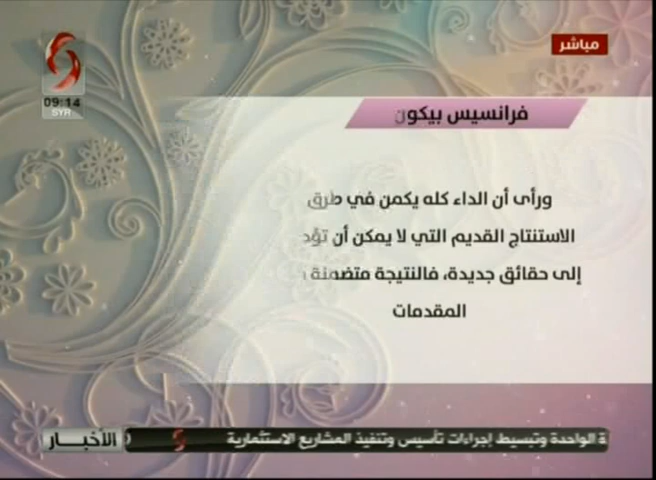 مباشر
09:14
SYR
فرانسيس بيكون
ورأى أن الداء كله يكمن في طرق
الاستنتاج القديم التي لا يمكن أن
إلى حقائق جديدة، فالنتيجة متضمنة
المقدمات
الأخبار
الواحدة وتبسيط إجراءات تأسيس وتنفيذ المشاريع الاستثمارية